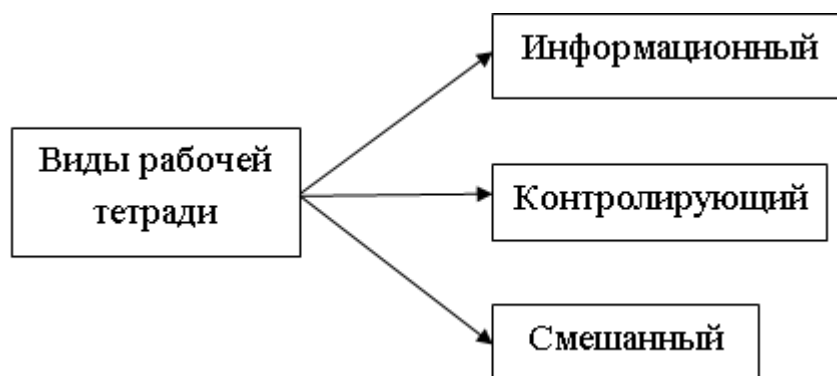 Информационный
Виды рабочей
тетради
Контролирующий
Смешанный